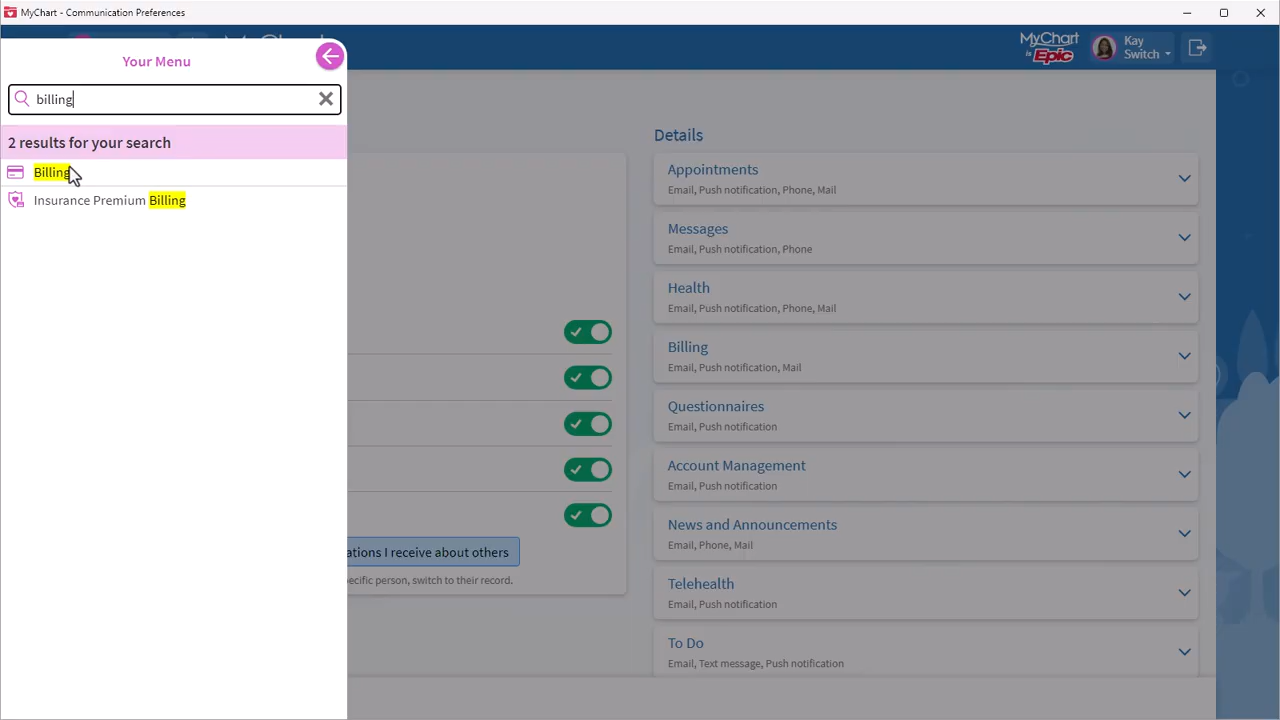 MyChart - Communication Preferences
MyChart
Epic
Kay
Switch
Your Menu
billing
2 results for your search
Billing
Insurance Premium Billing
Details
Appointments
Email, Push notification, Phone, Mail
Messages
Email, Push notification, Phone
Health
Email, Push notification, Phone, Mail
Billing
Email, Push notification, Mail
Questionnaires
Email, Push notification
Account Management
Email, Push notification
News and Announcements
Email, Phone, Mail
Telehealth
Email, Push notification
To Do
Email, Text message, Push notification
ations I receive about others
ecific person, switch to their record.